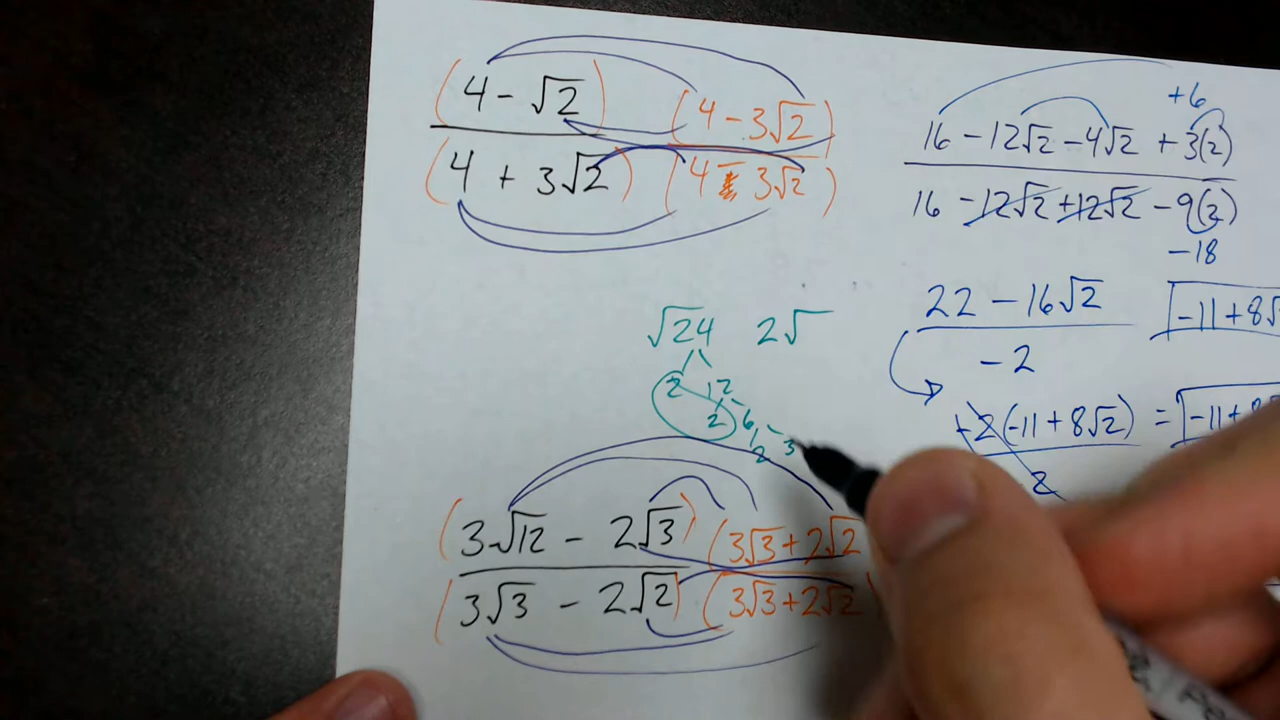 (4 - √2) (4 - 3√2)
(4 + 3√2) (4 - 3√2)
+6
16 - 12√2 - 4√2 + 3(2)
16 - 12√2 + 12√2 - 9(2)
-18
22 - 16√2
-2
-11 + 8√
-2(-11 + 8√2) = -11 + 8
2
√24 2√
2 12
2 6
2 3
(3√12 - 2√3) (3√3 + 2√2
(3√3 - 2√2) (3√3 + 2√2)